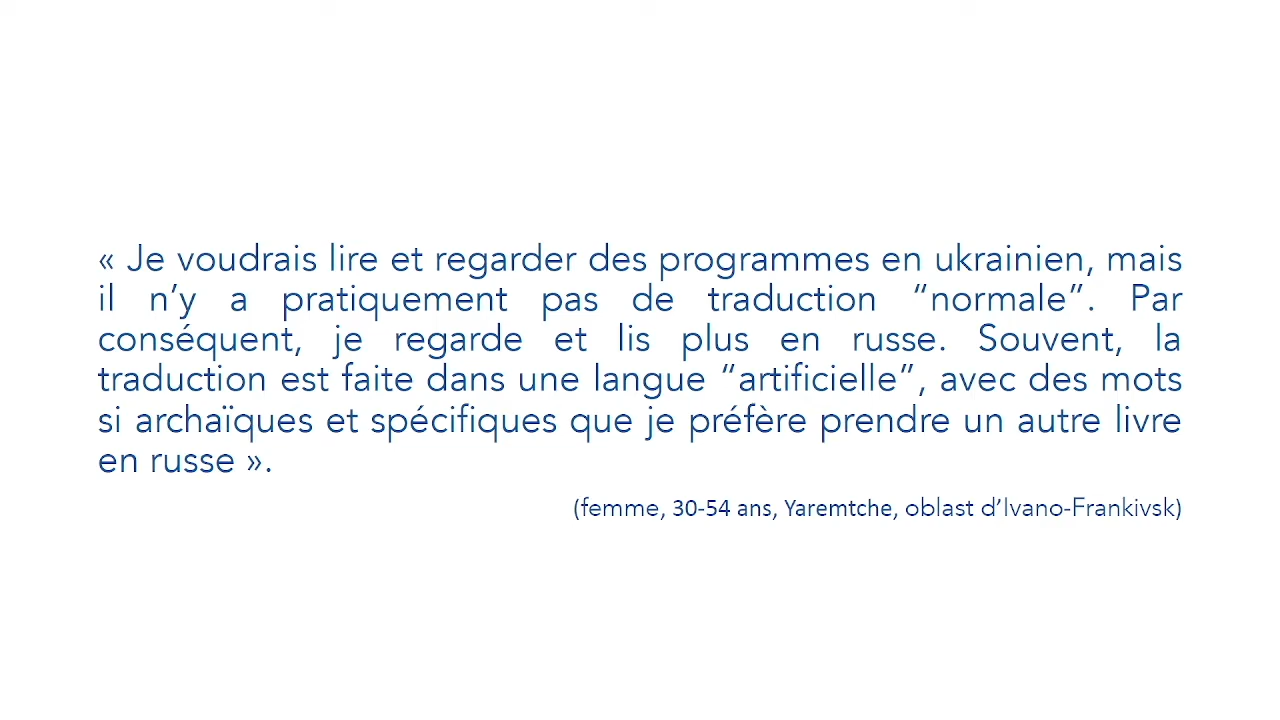 « Je voudrais lire et regarder des programmes en ukrainien, mais
il n’y a pratiquement pas de traduction “normale”. Par
conséquent, je regarde et lis plus en russe. Souvent, la
traduction est faite dans une langue “artificielle”, avec des mots
si archaïques et spécifiques que je préfère prendre un autre livre
en russe ».
(femme, 30-54 ans, Yaremtche, oblast d’Ivano-Frankivsk)